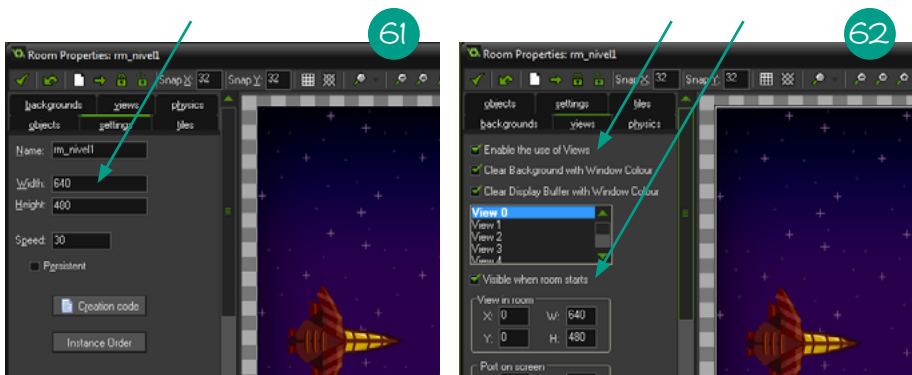 61
Room Properties: rm_nivel1
Snap X: 32 Snap Y: 32
backgrounds views physics
objects settings tiles
Name: rm_nivel1
Width: 640
Height: 480
Speed: 30
Persistent
Creation code
Instance Order
62
Room Properties: rm_nivel1
Snap X: 32 Snap Y: 32
objects settings tiles
backgrounds views physics
Enable the use of Views
Clear Background with Window Colour
Clear Display Buffer with Window Colour
View 0
View 1
View 2
View 3
View 4
Visible when room starts
View in room
X: 0 W: 640
Y: 0 H: 480
Port on screen